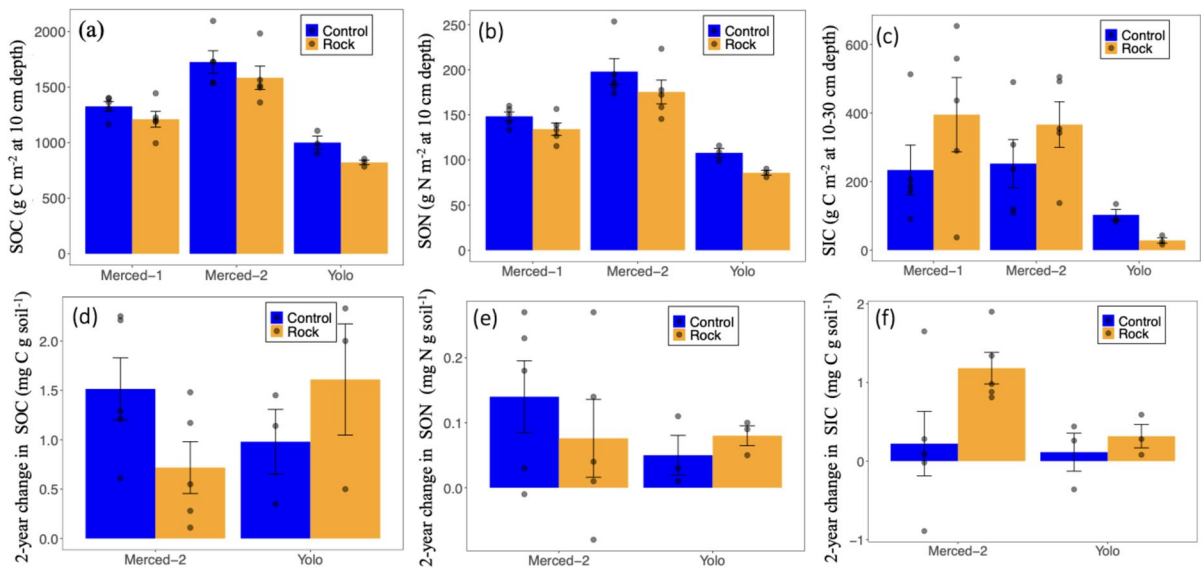 (a)
Control
Rock
SOC (g C m⁻² at 10 cm depth)
2000
1500
1000
500
0
Merced−1 Merced−2 Yolo
(b)
Control
Rock
SON (g N m⁻² at 10 cm depth)
250
200
150
100
50
0
Merced−1 Merced−2 Yolo
(c)
Control
Rock
SIC (g C m⁻² at 10-30 cm depth)
600
400
200
0
Merced−1 Merced−2 Yolo
(d)
Control
Rock
2-year change in SOC (mg C g soil⁻¹)
2.0
1.5
1.0
0.5
0.0
Merced−2 Yolo
(e)
Control
Rock
2-year change in SON (mg N g soil⁻¹)
0.2
0.1
0.0
Merced−2 Yolo
(f)
Control
Rock
2-year change in SIC (mg C g soil⁻¹)
2
1
0
−1
Merced−2 Yolo